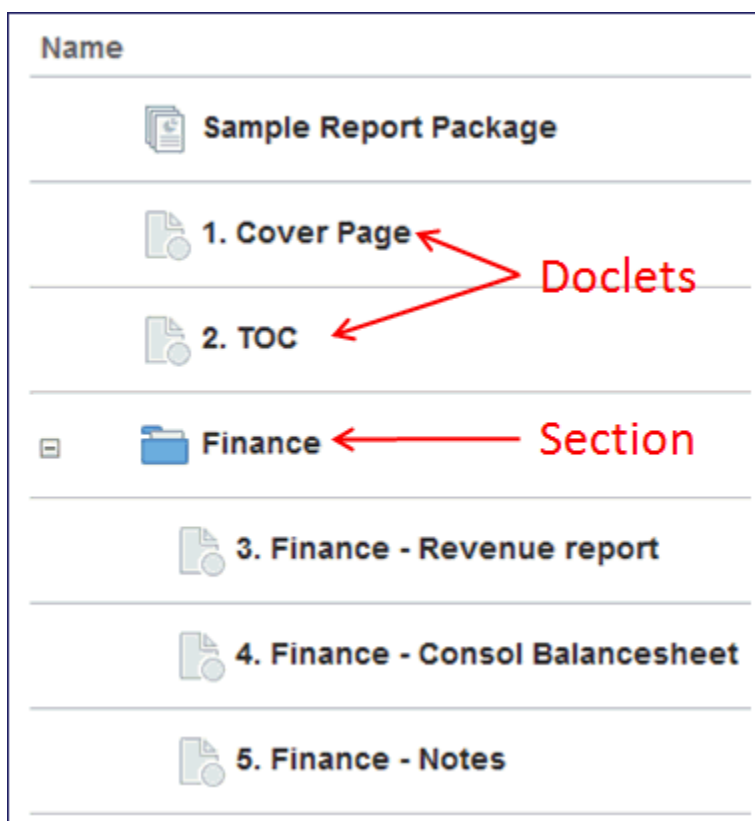 Name
Sample Report Package
1. Cover Page
Doclets
2. TOC
Finance
Section
3. Finance - Revenue report
4. Finance - Consol Balancesheet
5. Finance - Notes